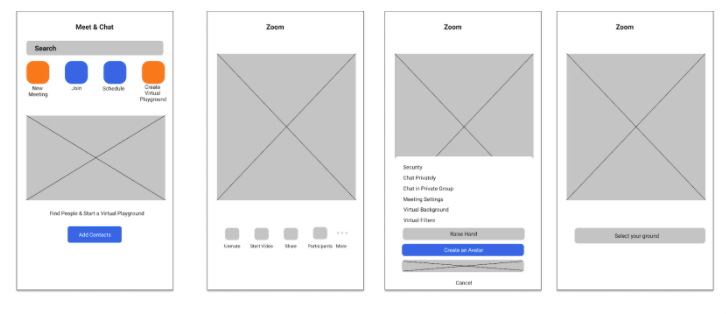 Meet & Chat
Search
New
Meeting
Join
Schedule
Create
Virtual
Playground
Find People & Start a Virtual Playground
Add Contacts
Zoom
Unmute
Start Video
Share
Participants
More
Zoom
Security
Chat Privately
Chat in Private Group
Meeting Settings
Virtual Background
Virtual Filters
Raise Hand
Create an Avatar
Cancel
Zoom
Select your ground